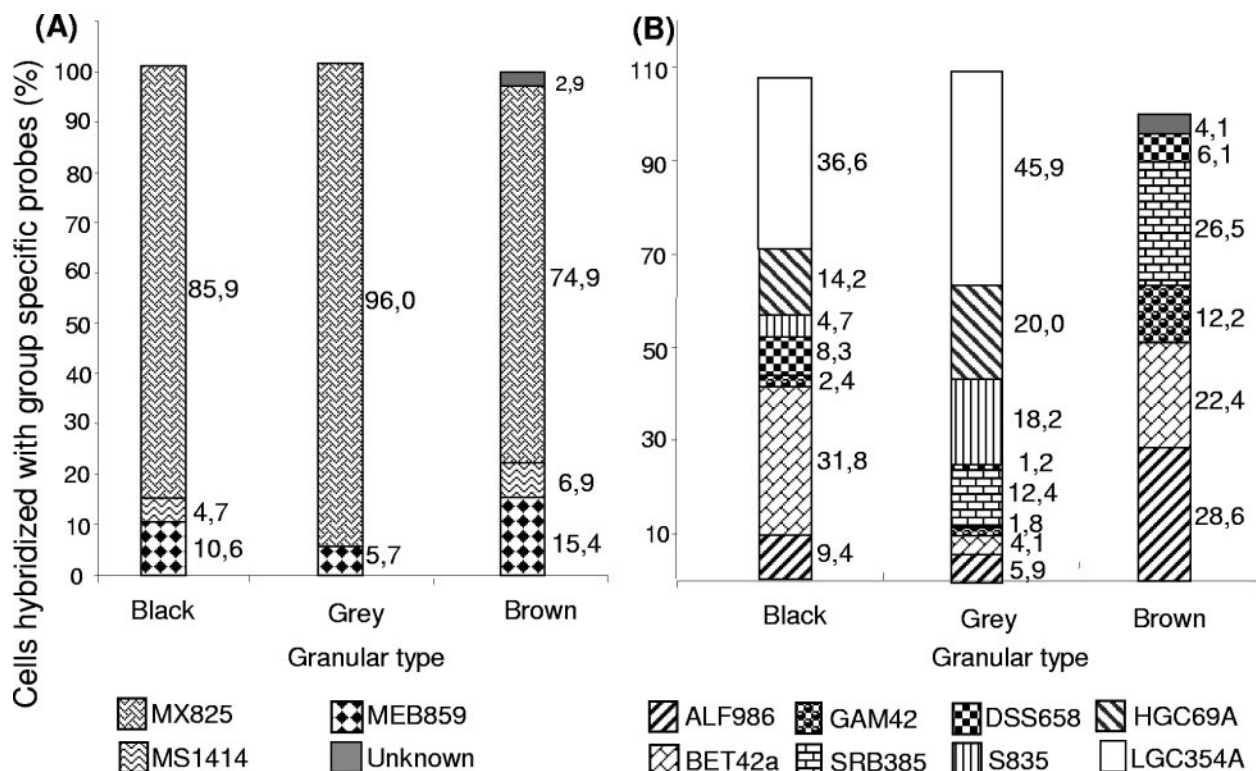 (A)
Cells hybridized with group specific probes (%)
100
90
80
70
60
50
40
30
20
10
0
85,9
4,7
10,6
96,0
5,7
2,9
74,9
6,9
15,4
Black
Grey
Brown
Granular type
MX825
MEB859
MS1414
Unknown
(B)
110
90
70
50
30
10
36,6
14,2
4,7
8,3
2,4
31,8
9,4
45,9
20,0
18,2
1,2
12,4
1,8
4,1
5,9
4,1
6,1
26,5
12,2
22,4
28,6
Black
Grey
Brown
Granular type
ALF986
GAM42
DSS658
HGC69A
BET42a
SRB385
S835
LGC354A